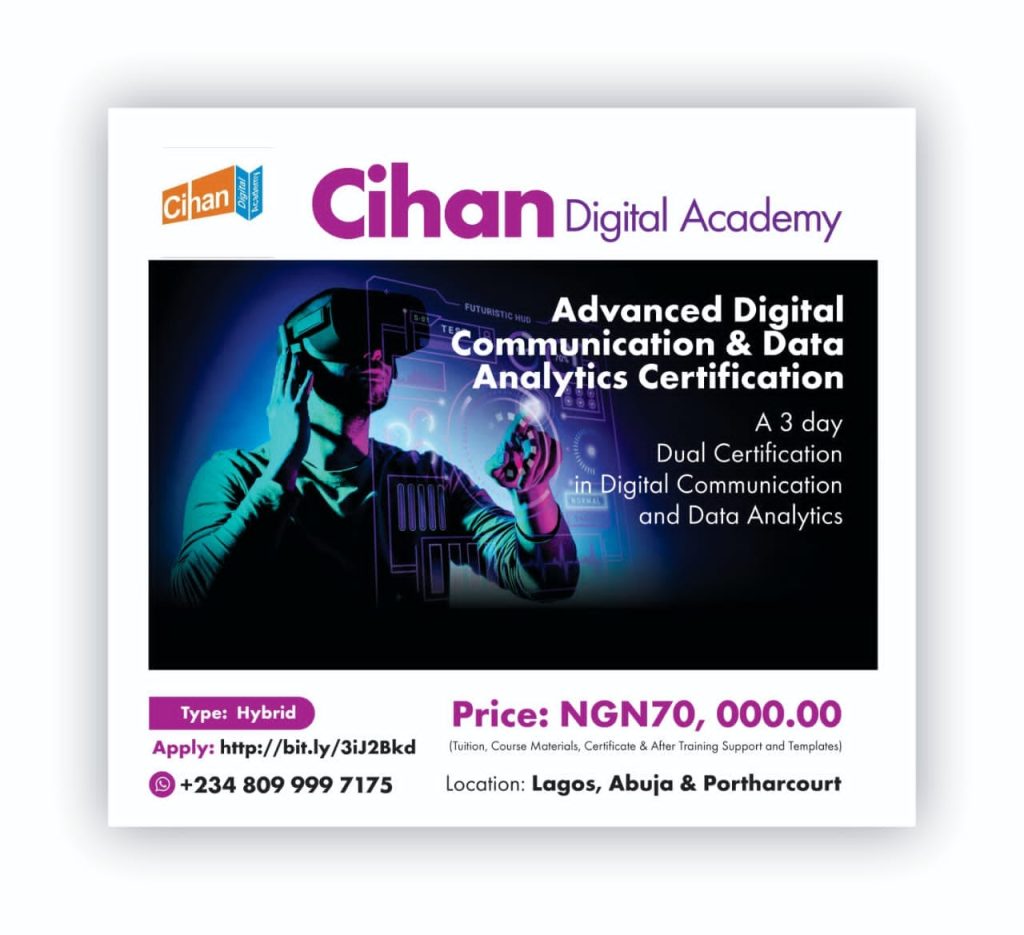 Cihan
Digital
Academy
Cihan Digital Academy
FUTURISTIC HUD
TEST
Advanced Digital
Communication & Data
Analytics Certification
A 3 day
Dual Certification
in Digital Communication
and Data Analytics
NORMAL
Type: Hybrid
Apply: http://bit.ly/3iJ2Bkd
+234 809 999 7175
Price: NGN70, 000.00
(Tuition, Course Materials, Certificate & After Training Support and Templates)
Location: Lagos, Abuja & Portharcourt